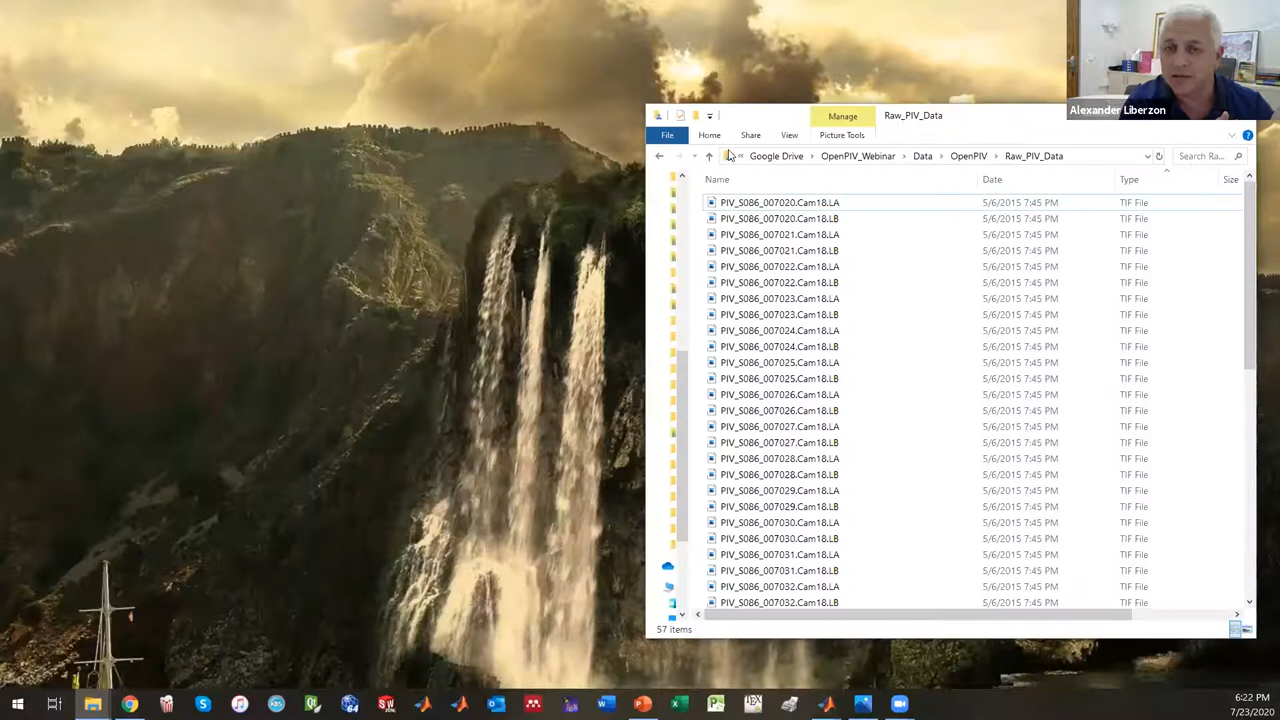 Alexander Liberzon
Manage
Raw_PIV_Data
File
Home
Share
View
Picture Tools
« Google Drive > OpenPIV_Webinar > Data > OpenPIV > Raw_PIV_Data
Search Ra...
Name Date Type Size
PIV_S086_007020.Cam18.LA 5/6/2015 7:45 PM TIF File
PIV_S086_007020.Cam18.LB 5/6/2015 7:45 PM TIF File
PIV_S086_007021.Cam18.LA 5/6/2015 7:45 PM TIF File
PIV_S086_007021.Cam18.LB 5/6/2015 7:45 PM TIF File
PIV_S086_007022.Cam18.LA 5/6/2015 7:45 PM TIF File
PIV_S086_007022.Cam18.LB 5/6/2015 7:45 PM TIF File
PIV_S086_007023.Cam18.LA 5/6/2015 7:45 PM TIF File
PIV_S086_007023.Cam18.LB 5/6/2015 7:45 PM TIF File
PIV_S086_007024.Cam18.LA 5/6/2015 7:45 PM TIF File
PIV_S086_007024.Cam18.LB 5/6/2015 7:45 PM TIF File
PIV_S086_007025.Cam18.LA 5/6/2015 7:45 PM TIF File
PIV_S086_007025.Cam18.LB 5/6/2015 7:45 PM TIF File
PIV_S086_007026.Cam18.LA 5/6/2015 7:45 PM TIF File
PIV_S086_007026.Cam18.LB 5/6/2015 7:45 PM TIF File
PIV_S086_007027.Cam18.LA 5/6/2015 7:45 PM TIF File
PIV_S086_007027.Cam18.LB 5/6/2015 7:45 PM TIF File
PIV_S086_007028.Cam18.LA 5/6/2015 7:45 PM TIF File
PIV_S086_007028.Cam18.LB 5/6/2015 7:45 PM TIF File
PIV_S086_007029.Cam18.LA 5/6/2015 7:45 PM TIF File
PIV_S086_007029.Cam18.LB 5/6/2015 7:45 PM TIF File
PIV_S086_007030.Cam18.LA 5/6/2015 7:45 PM TIF File
PIV_S086_007030.Cam18.LB 5/6/2015 7:45 PM TIF File
PIV_S086_007031.Cam18.LA 5/6/2015 7:45 PM TIF File
PIV_S086_007031.Cam18.LB 5/6/2015 7:45 PM TIF File
PIV_S086_007032.Cam18.LA 5/6/2015 7:45 PM TIF File
PIV_S086_007032.Cam18.LB 5/6/2015 7:45 PM TIF File
57 items
6:22 PM
7/23/2020